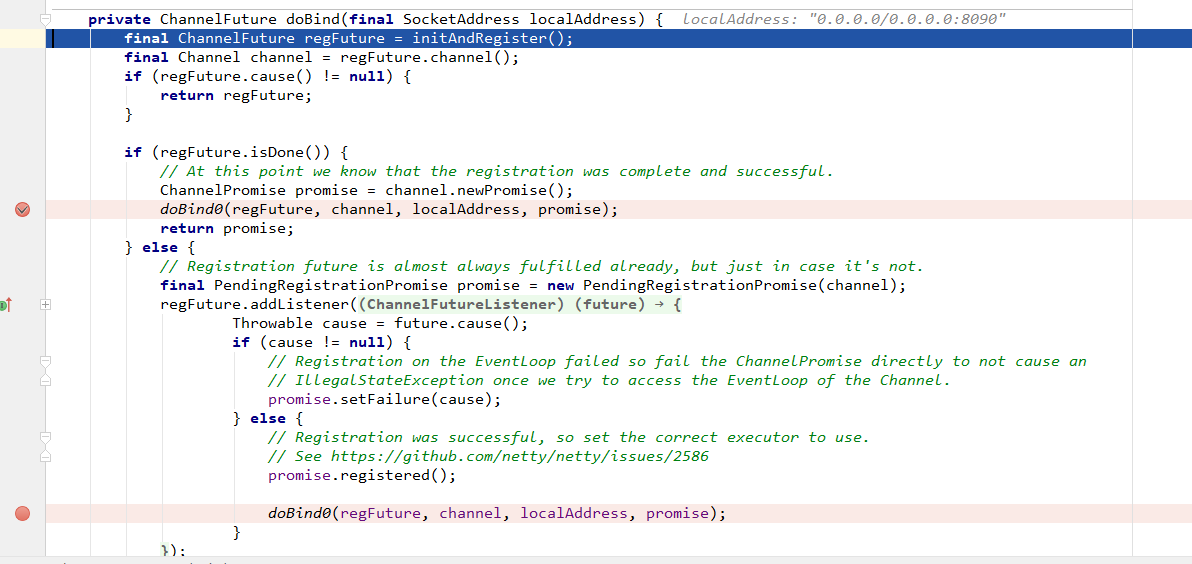 private ChannelFuture doBind(final SocketAddress localAddress) {  localAddress: "0.0.0.0/0.0.0.0:8090"
    final ChannelFuture regFuture = initAndRegister();
    final Channel channel = regFuture.channel();
    if (regFuture.cause() != null) {
        return regFuture;
    }

    if (regFuture.isDone()) {
        // At this point we know that the registration was complete and successful.
        ChannelPromise promise = channel.newPromise();
        doBind0(regFuture, channel, localAddress, promise);
        return promise;
    } else {
        // Registration future is almost always fulfilled already, but just in case it's not.
        final PendingRegistrationPromise promise = new PendingRegistrationPromise(channel);
        regFuture.addListener((ChannelFutureListener) (future) → {
                Throwable cause = future.cause();
                if (cause != null) {
                    // Registration on the EventLoop failed so fail the ChannelPromise directly to not cause an
                    // IllegalStateException once we try to access the EventLoop of the Channel.
                    promise.setFailure(cause);
                } else {
                    // Registration was successful, so set the correct executor to use.
                    // See https://github.com/netty/netty/issues/2586
                    promise.registered();

                    doBind0(regFuture, channel, localAddress, promise);
                }
        });